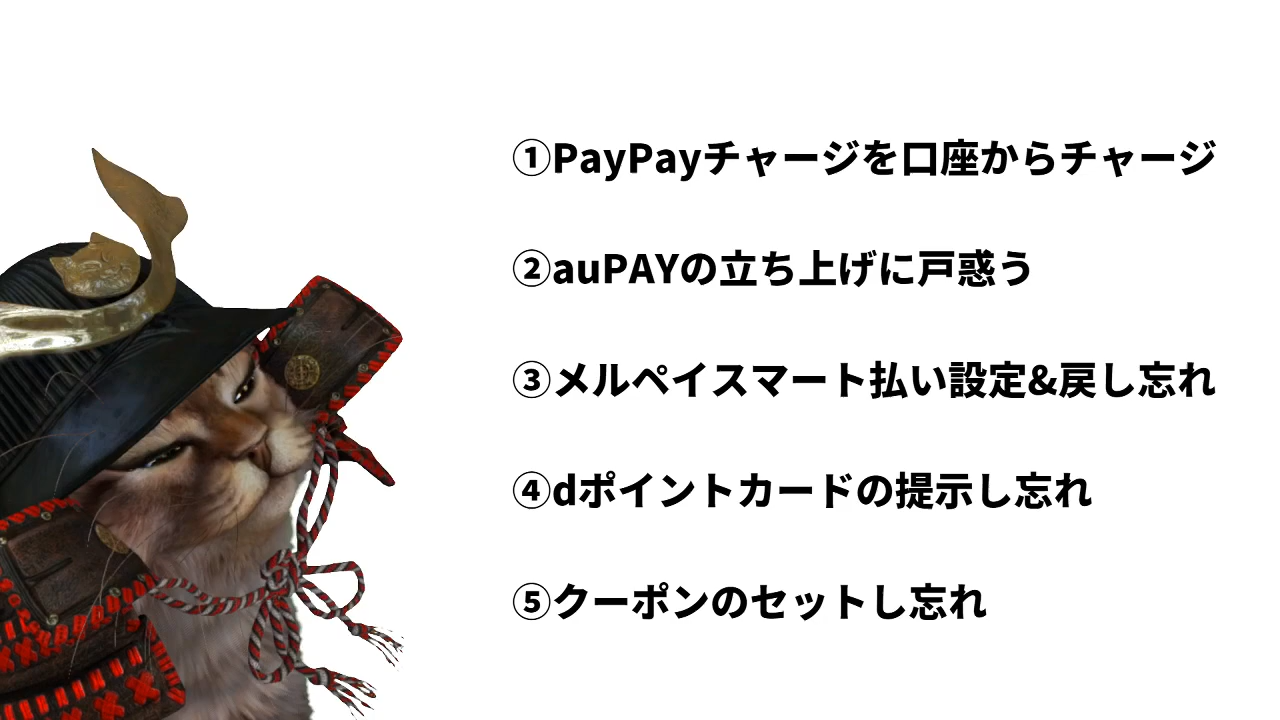 ①PayPayチャージを口座からチャージ
②auPAYの立ち上げに戸惑う
③メルペイスマート払い設定&戻し忘れ
④dポイントカードの提示し忘れ
⑤クーポンのセットし忘れ